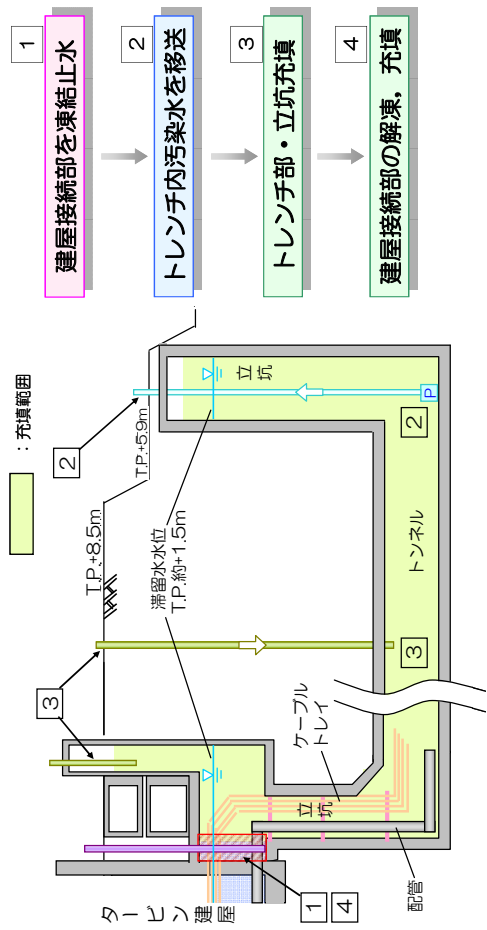 1
建屋接続部を凍結止水
2
トレンチ内汚染水を移送
3
トレンチ部・立坑充填
4
建屋接続部の解凍，充填
：充填範囲
T.P.+8.5m
T.P.+5.9m
2
3
滞留水水位
T.P.約+1.5m
立坑
P
2
トンネル
3
ケーブル
トレイ
立坑
配管
1
4
タービン建屋